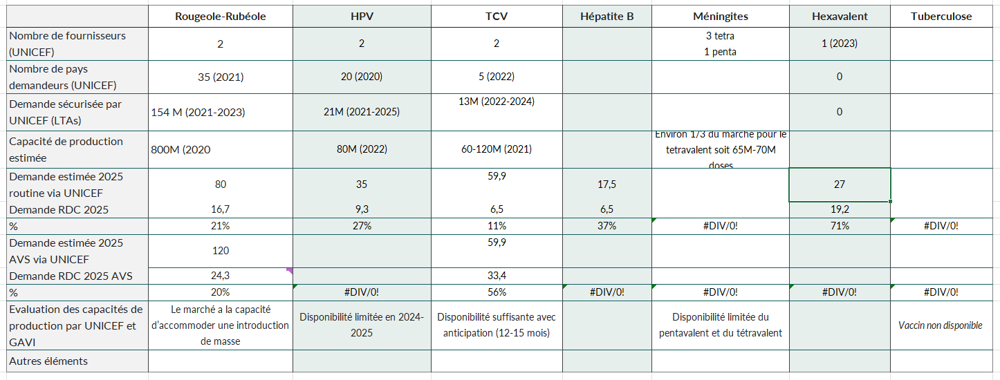 Rougeole-Rubéole HPV TCV Hépatite B Méningites Hexavalent Tuberculose
Nombre de fournisseurs
(UNICEF)
2 2 2
3 tetra
1 penta
1 (2023)
Nombre de pays
demandeurs (UNICEF)
35 (2021) 20 (2020) 5 (2022) 0
Demande sécurisée par
UNICEF (LTAs)
154 M (2021-2023) 21M (2021-2025) 13M (2022-2024) 0
Capacité de production
estimée
800M (2020 80M (2022) 60-120M (2021)
Environ 1/3 du marche pour le
tetravalent soit 65M-70M
doses
Demande estimée 2025
routine via UNICEF
80 35 59,9 17,5 27
Demande RDC 2025 16,7 9,3 6,5 6,5 19,2
% 21% 27% 11% 37% #DIV/0! 71% #DIV/0!
Demande estimée 2025
AVS via UNICEF
120 59,9
Demande RDC 2025 AVS 24,3 33,4
% 20% #DIV/0! 56% #DIV/0! #DIV/0! #DIV/0! #DIV/0!
Evaluation des capacités de
production par UNICEF et
GAVI
Le marché a la capacité
d'accommoder une introduction
de masse
Disponibilité limitée en 2024-
2025
Disponibilité suffisante avec
anticipation (12-15 mois)
Disponibilité limitée du
pentavalent et du tétravalent
Vaccin non disponible
Autres éléments